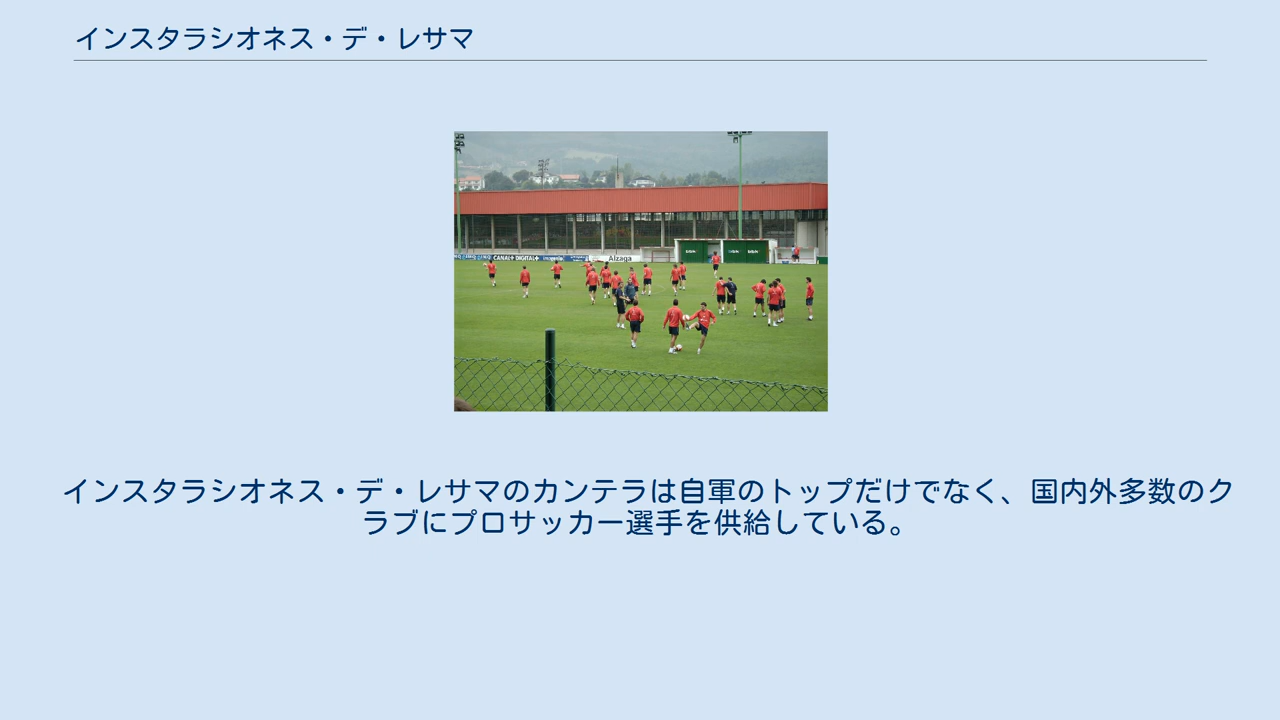 インスタラシオネス・デ・レサマ
CANAL+ DIGITAL+
Alzaga
インスタラシオネス・デ・レサマのカンテラは自軍のトップだけでなく、国内外多数のク
ラブにプロサッカー選手を供給している。